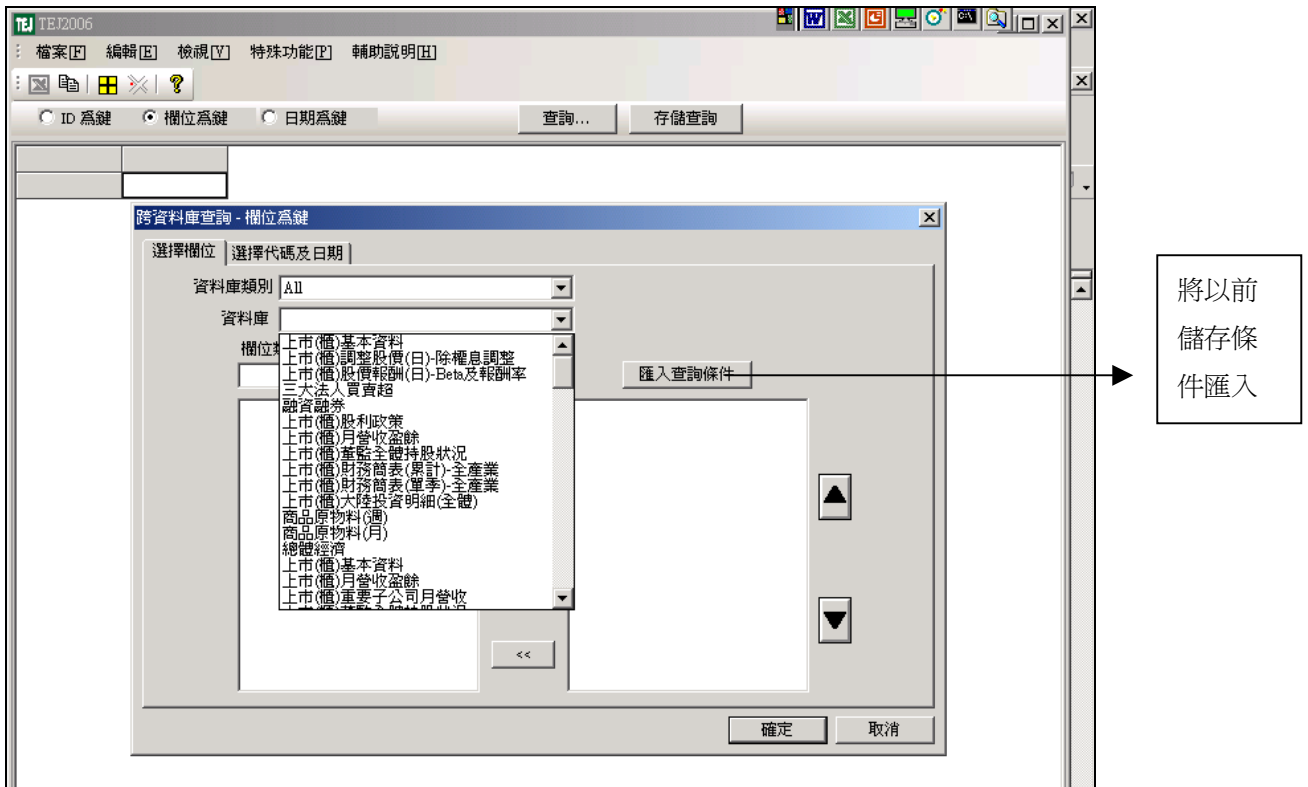 TEJ TEJ2006
檔案[F] 編輯[E] 檢視[V] 特殊功能[P] 輔助說明[H]
ID 為鍵 欄位為鍵 日期為鍵 查詢... 存儲查詢
跨資料庫查詢 - 欄位為鍵
選擇欄位 選擇代碼及日期
資料庫類別 All
資料庫
欄位
上市(櫃)基本資料
上市(櫃)調整股價(日)-除權息調整
上市(櫃)股價報酬(日)-Beta及報酬率
三大法人買賣超
融資融券
上市(櫃)股利政策
上市(櫃)月營收盈餘
上市(櫃)董監全體持股狀況
上市(櫃)財務簡表(累計)-全產業
上市(櫃)財務簡表(單季)-全產業
上市(櫃)大陸投資明細(全體)
商品原物料(週)
商品原物料(月)
總體經濟
上市(櫃)基本資料
上市(櫃)月營收盈餘
上市(櫃)重要子公司月營收
匯入查詢條件
<<
確定 取消
將以前
儲存條
件匯入